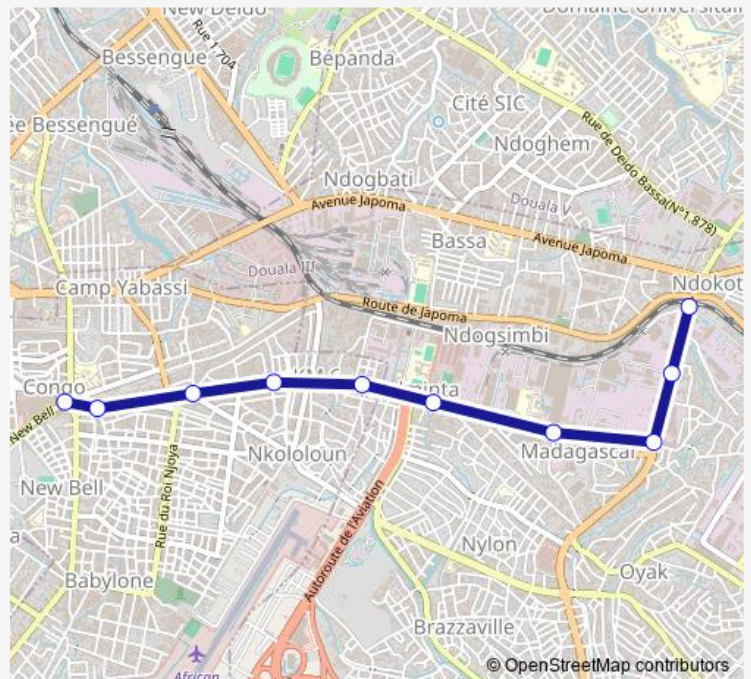 New Deido
Rue 1.704
Bessengue
Bépanda
Cité SIC
ée Bessengué
Ndoghem
Rue de Deido Bassa(N°1.878)
Ndogbati
Avenue Japoma
Douala V
Bassa
Avenue Japoma
Douala III
Camp Yabassi
Ndokot
Route de Japoma
Ndogsimbi
Congo
New Bell
Nkololoun
Madagascar
Rue du Roi Njoya
New Bell
Autoroute de l'Aviation
Nylon
Babylone
Oyak
Brazzaville
African
© OpenStreetMap contributors